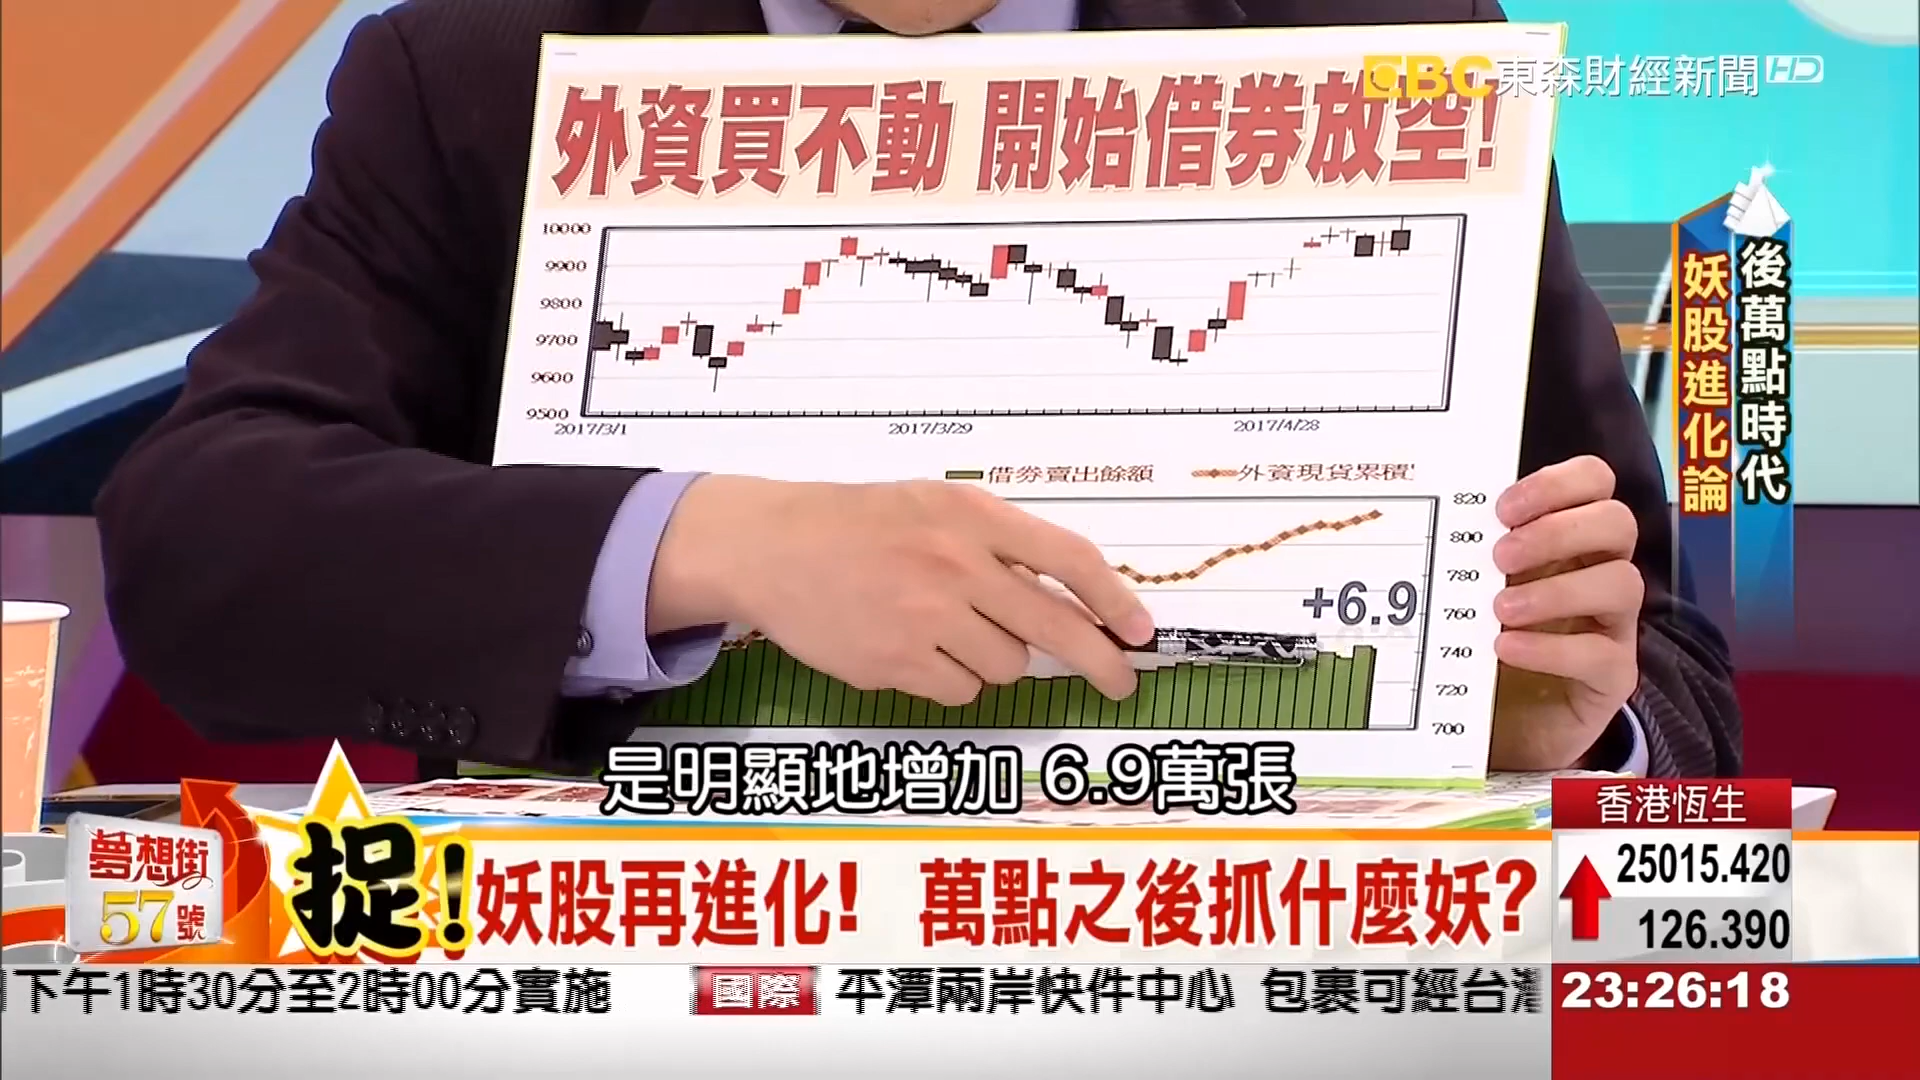 外資買不動 開始借券放空!
EBC東森財經新聞HD
10000
9900
9800
9700
9600
9500
2017/3/1
2017/3/29
2017/4/28
借券賣出餘額
外資現貨累積
820
800
780
760
740
720
700
+6.9
後萬點時代
妖股進化論
是明顯地增加 6.9萬張
夢想街
57號
捉!
妖股再進化! 萬點之後抓什麼妖?
香港恆生
25015.420
126.390
下午1時30分至2時00分實施 國際 平潭兩岸快件中心 包裹可經台灣
23:26:18